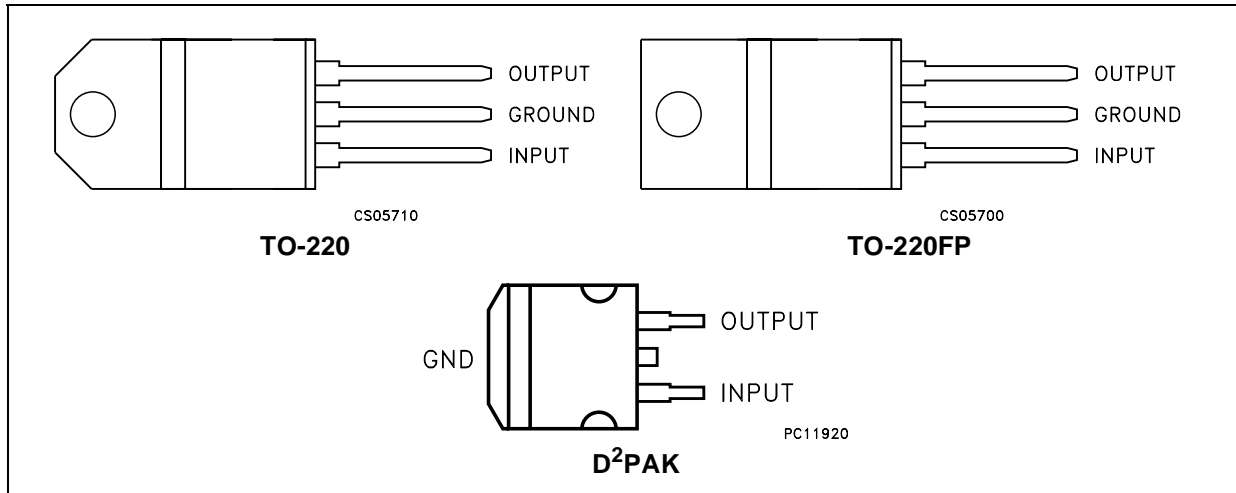 OUTPUT
GROUND
INPUT
CS05710
TO-220
OUTPUT
GROUND
INPUT
CS05700
TO-220FP
GND
OUTPUT
INPUT
PC11920
D²PAK